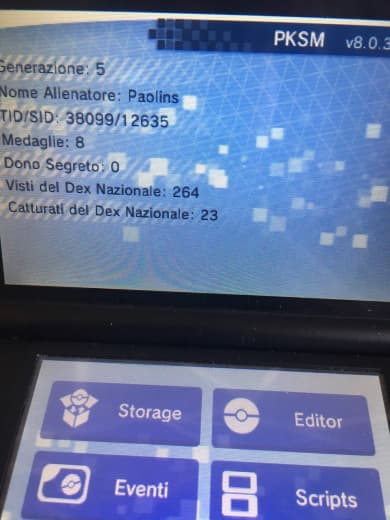 PKSM v8.0.3
Generazione: 5
Nome Allenatore: Paolins
TID/SID: 38099/12635
Medaglie: 8
Dono Segreto: 0
Visti del Dex Nazionale: 264
Catturati del Dex Nazionale: 23
Storage
Editor
Eventi
Scripts